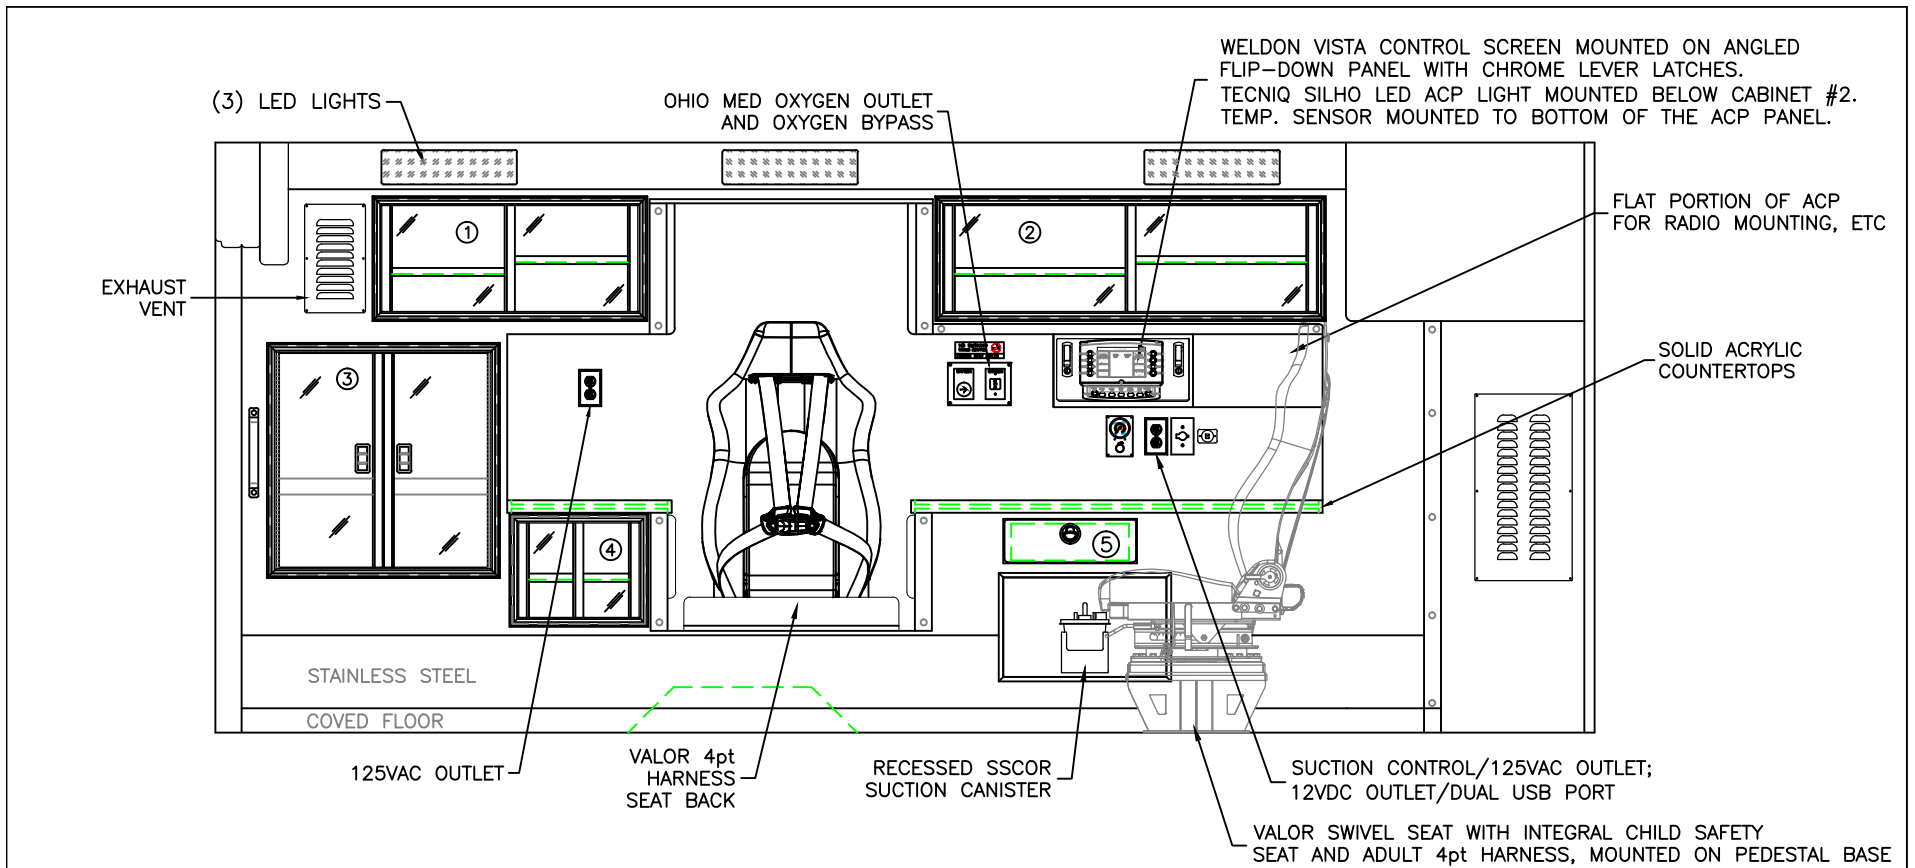 WELDON VISTA CONTROL SCREEN MOUNTED ON ANGLED
FLIP-DOWN PANEL WITH CHROME LEVER LATCHES.
TECNIQ SILHO LED ACP LIGHT MOUNTED BELOW CABINET #2.
TEMP. SENSOR MOUNTED TO BOTTOM OF THE ACP PANEL.
(3) LED LIGHTS
OHIO MED OXYGEN OUTLET
AND OXYGEN BYPASS
FLAT PORTION OF ACP
FOR RADIO MOUNTING, ETC
1
2
EXHAUST
VENT
SOLID ACRYLIC
COUNTERTOPS
3
4
5
STAINLESS STEEL
COVED FLOOR
125VAC OUTLET
VALOR 4pt
HARNESS
SEAT BACK
RECESSED SSCOR
SUCTION CANISTER
SUCTION CONTROL/125VAC OUTLET;
12VDC OUTLET/DUAL USB PORT
VALOR SWIVEL SEAT WITH INTEGRAL CHILD SAFETY
SEAT AND ADULT 4pt HARNESS, MOUNTED ON PEDESTAL BASE